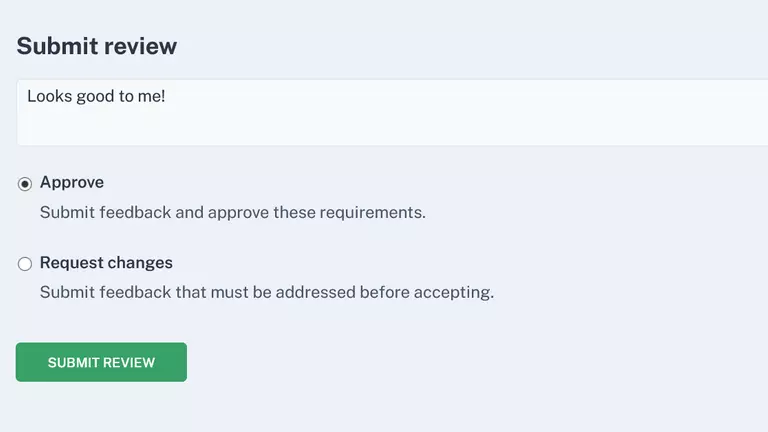 Submit review
Looks good to me!
Approve
Submit feedback and approve these requirements.
Request changes
Submit feedback that must be addressed before accepting.
SUBMIT REVIEW